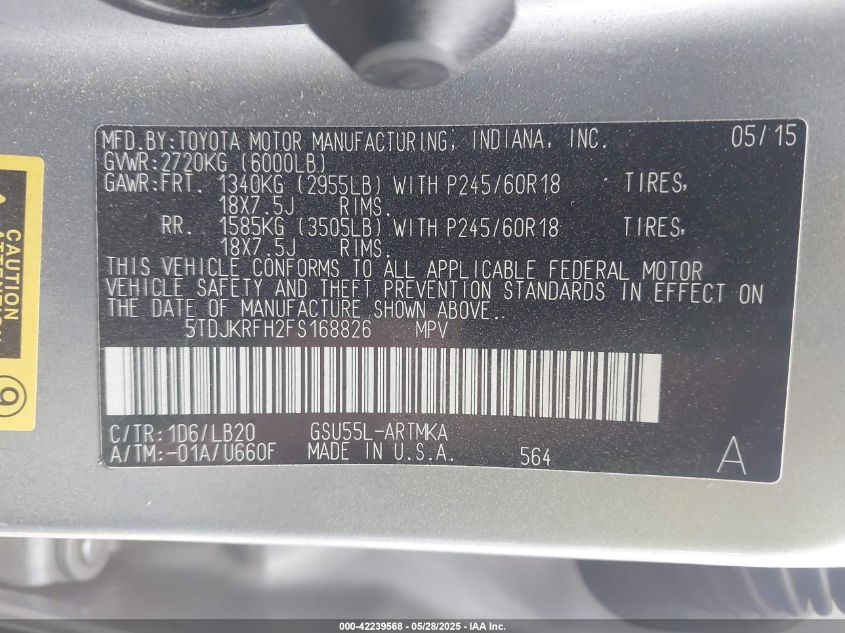 MFD.BY:TOYOTA MOTOR MANUFACTURING, INDIANA, INC. 05/15
GVWR:2720KG (6000LB)
GAWR:FRT. 1340KG (2955LB) WITH P245/60R18 TIRES,
18X7.5J RIMS.
RR. 1585KG (3505LB) WITH P245/60R18 TIRES,
18X7.5J RIMS.
THIS VEHICLE CONFORMS TO ALL APPLICABLE FEDERAL MOTOR
VEHICLE SAFETY AND THEFT PREVENTION STANDARDS IN EFFECT ON
THE DATE OF MANUFACTURE SHOWN ABOVE.
5TDJKRFH2FS168826 MPV
C/TR:1D6/LB20 GSU55L-ARTMKA
A/TM:-01A/U660F MADE IN U.S.A. 564 A
CAUTION
ATTENTION
9
000-42239568 — 05/28/2025 — IAA Inc.